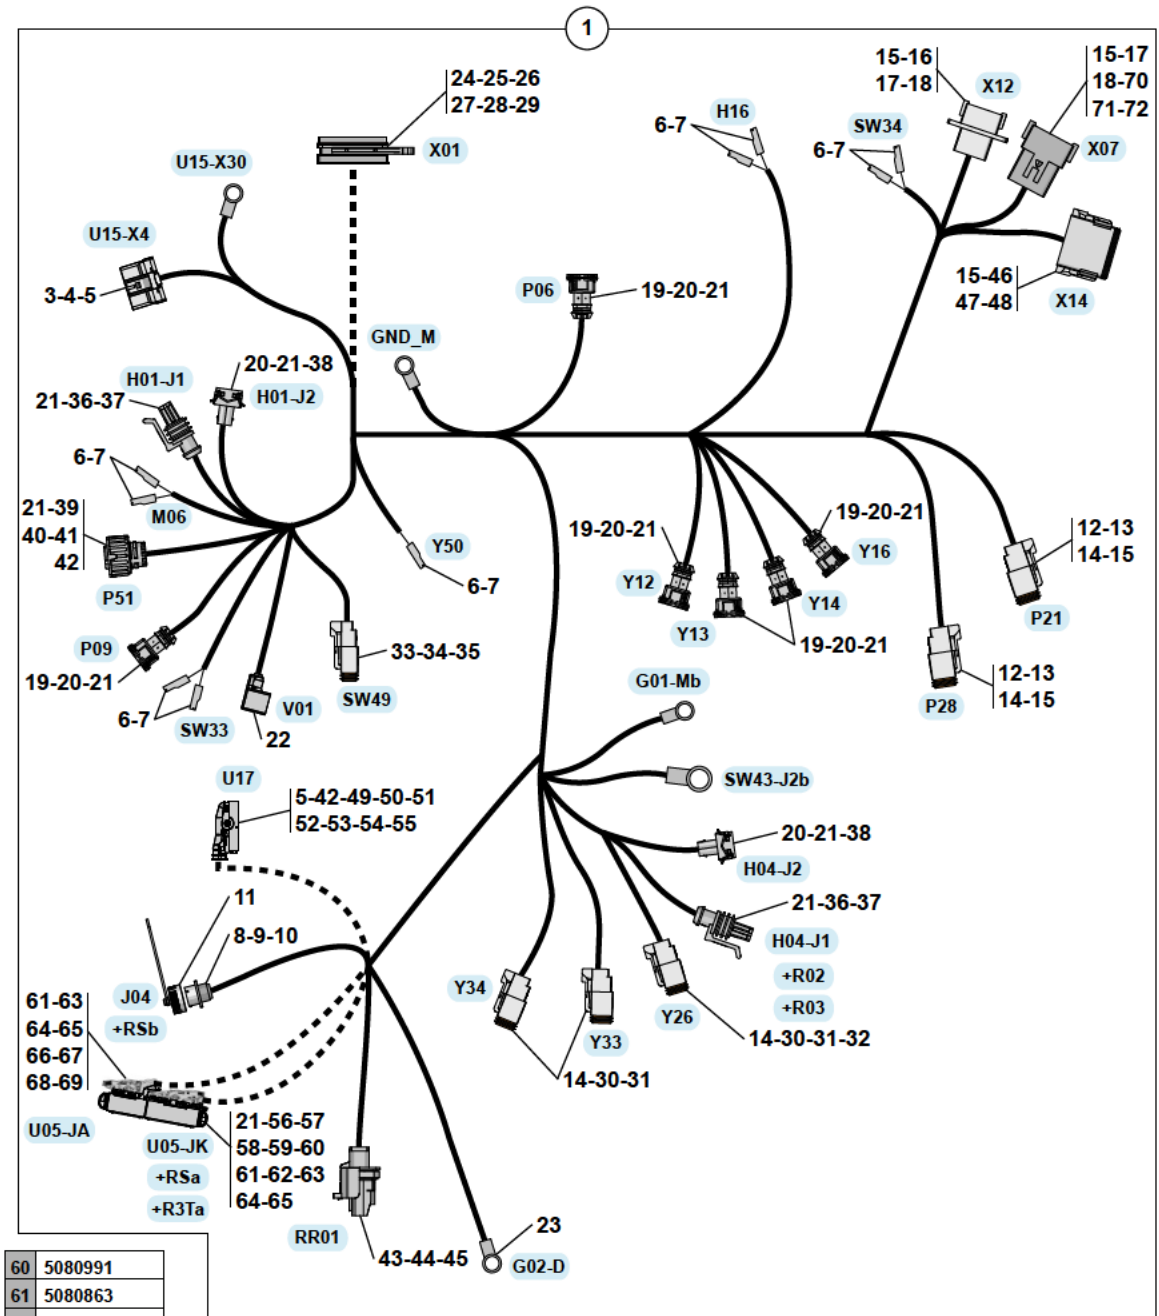 1
24-25-26
27-28-29
X01
15-16
17-18
X12
15-17
18-70
71-72
X07
H16
6-7
SW34
6-7
U15-X30
U15-X4
3-4-5
P06
19-20-21
15-46
47-48
X14
GND_M
20-21-38
H01-J1
H01-J2
21-36-37
6-7
M06
21-39
40-41
42
P51
Y50
6-7
19-20-21
19-20-21
Y16
Y12
Y14
Y13
19-20-21
12-13
14-15
P21
P09
19-20-21
33-34-35
SW49
6-7
SW33
V01
22
12-13
14-15
P28
G01-Mb
SW43-J2b
U17
5-42-49-50-51
52-53-54-55
20-21-38
H04-J2
21-36-37
H04-J1
+R02
+R03
11
8-9-10
J04
+RSb
Y34
Y33
Y26
14-30-31-32
14-30-31
61-63
64-65
66-67
68-69
U05-JA
U05-JK
+RSa
+R3Ta
21-56-57
58-59-60
61-62-63
64-65
RR01
43-44-45
23
G02-D
60 5080991
61 5080863